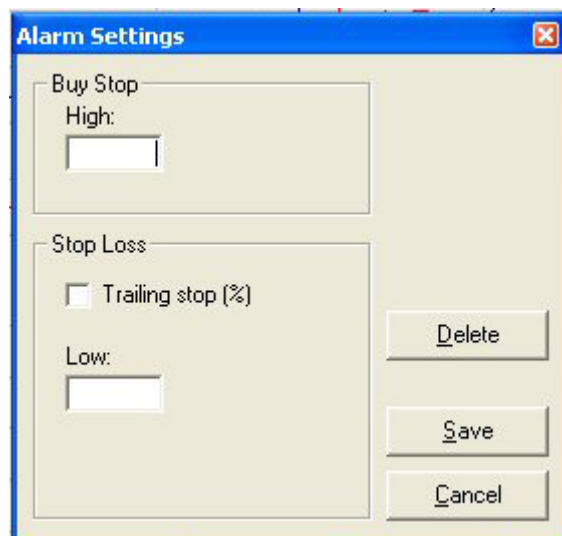 Alarm Settings
Buy Stop
High:
Stop Loss
Trailing stop (%)
Low:
Delete
Save
Cancel